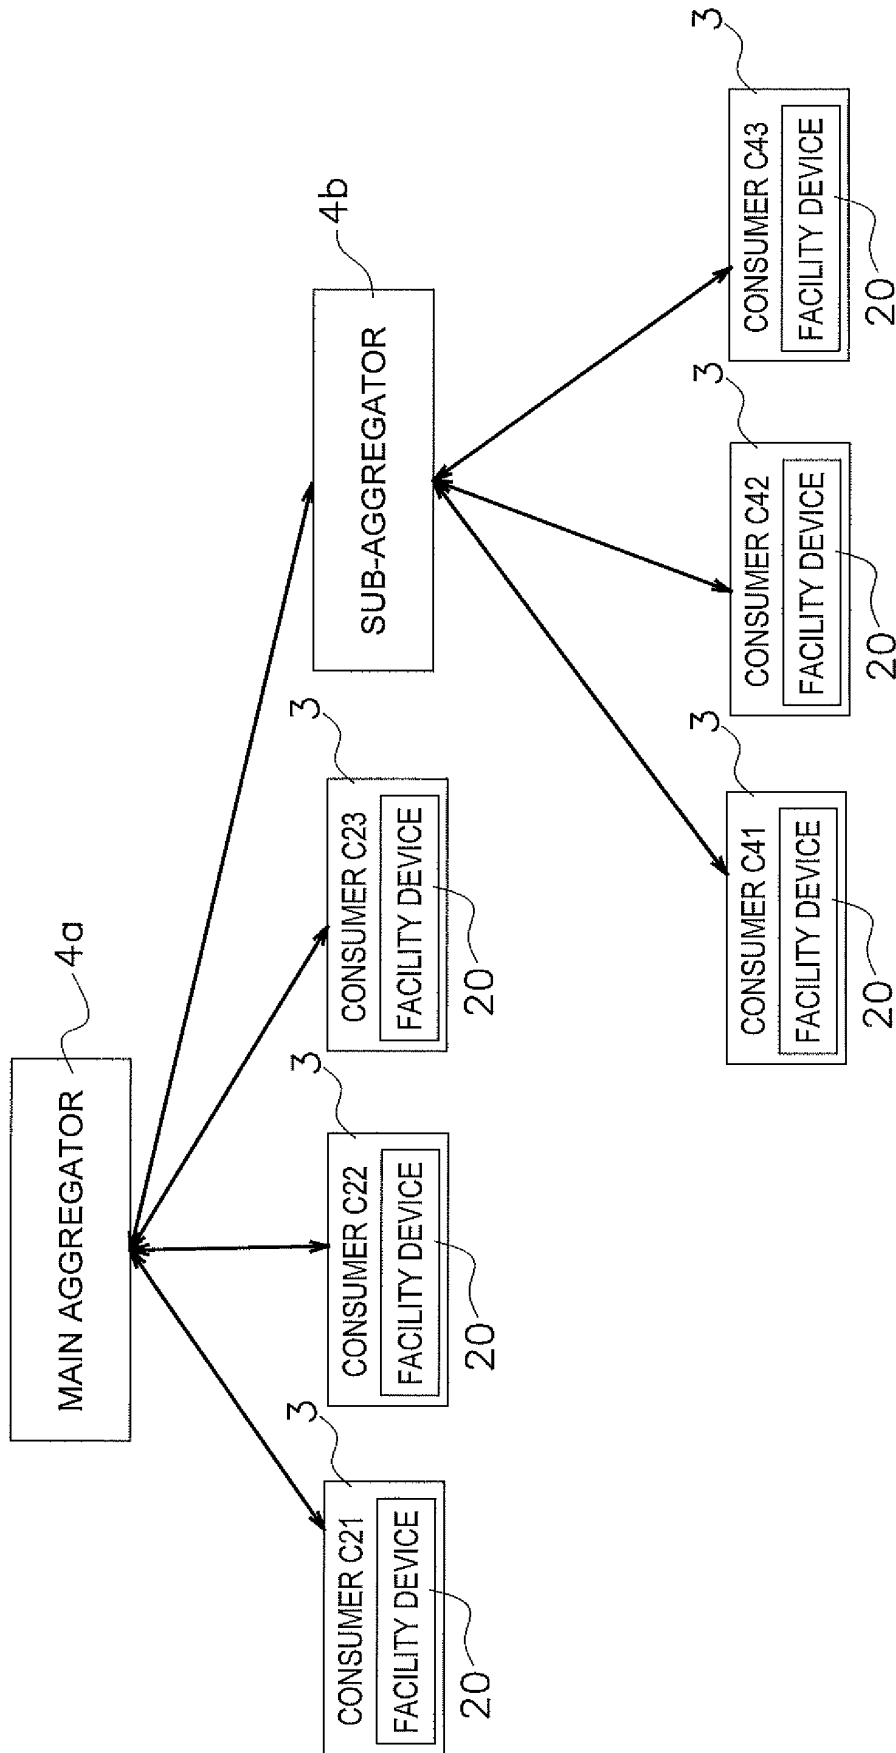 MAIN AGGREGATOR
4a
CONSUMER C21
FACILITY DEVICE
3
20
CONSUMER C22
FACILITY DEVICE
3
20
CONSUMER C23
FACILITY DEVICE
3
20
SUB-AGGREGATOR
4b
CONSUMER C41
FACILITY DEVICE
3
20
CONSUMER C42
FACILITY DEVICE
3
20
CONSUMER C43
FACILITY DEVICE
3
20